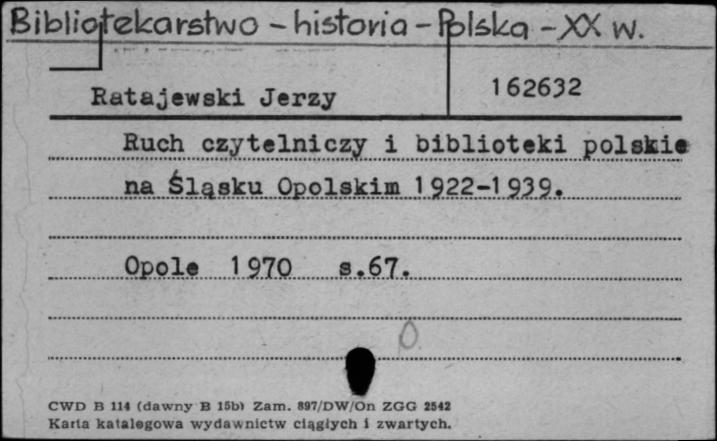 Bibliotekarstwo - historia - Polska - XX w.
Ratajewski Jerzy
162632
Ruch czytelniczy i biblioteki polskie
na Śląsku Opolskim 1922-1939.
Opole 1970 s.67.
CWD B 114 (dawny B 15b) Zam. 897/DW/On ZGG 2542
Karta katalogowa wydawnictw ciągłych i zwartych.